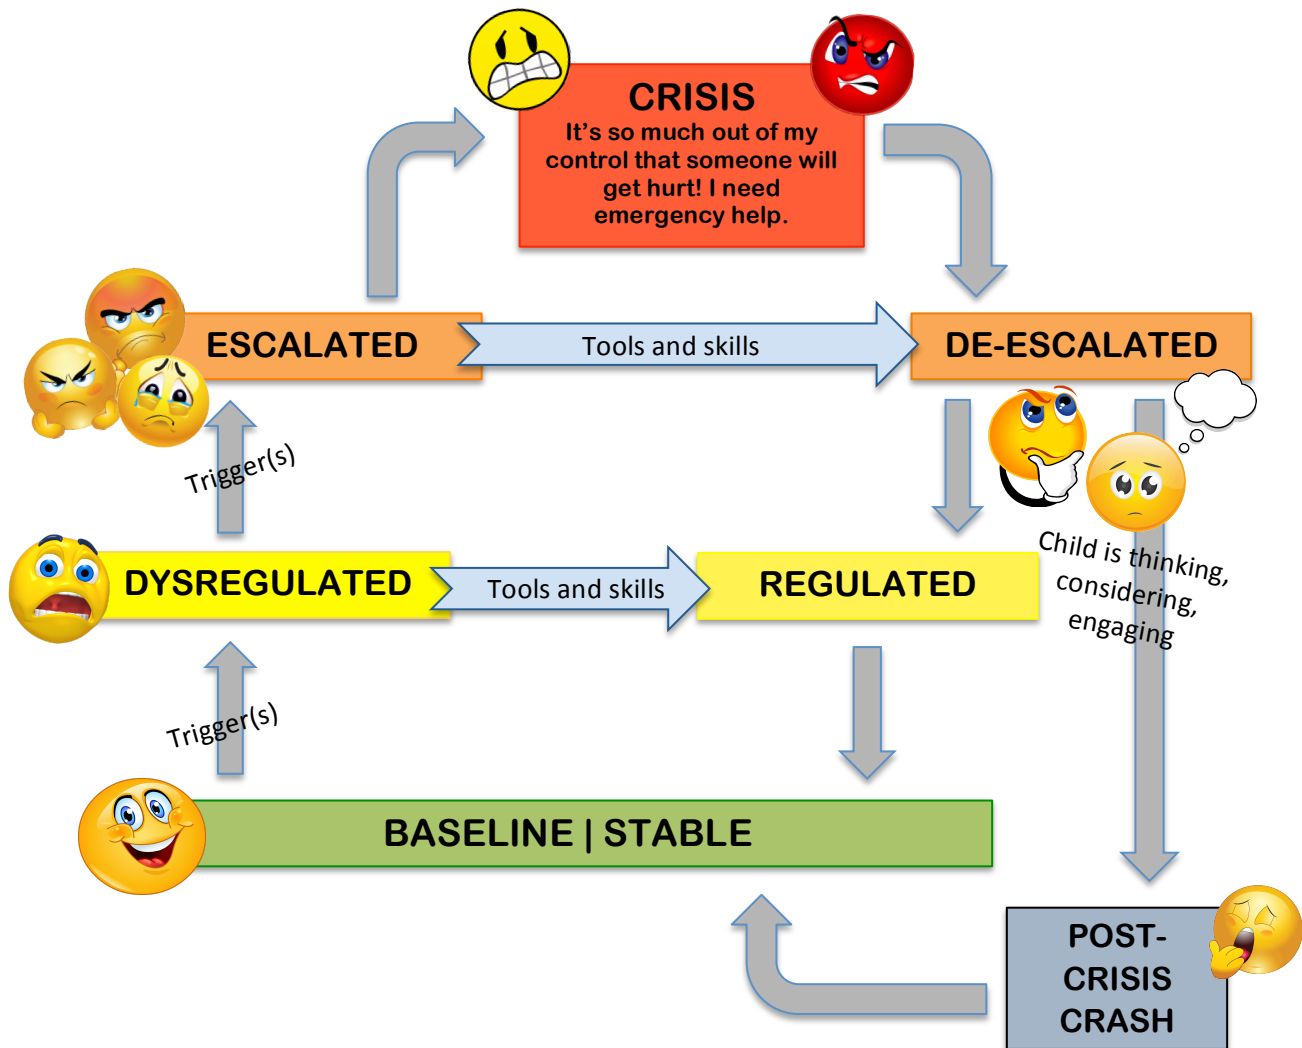 CRISIS
It's so much out of my
control that someone will
get hurt! I need
emergency help.
ESCALATED
Tools and skills
DE-ESCALATED
Trigger(s)
Child is thinking,
considering,
engaging
DYSREGULATED
Tools and skills
REGULATED
Trigger(s)
BASELINE | STABLE
POST-
CRISIS
CRASH